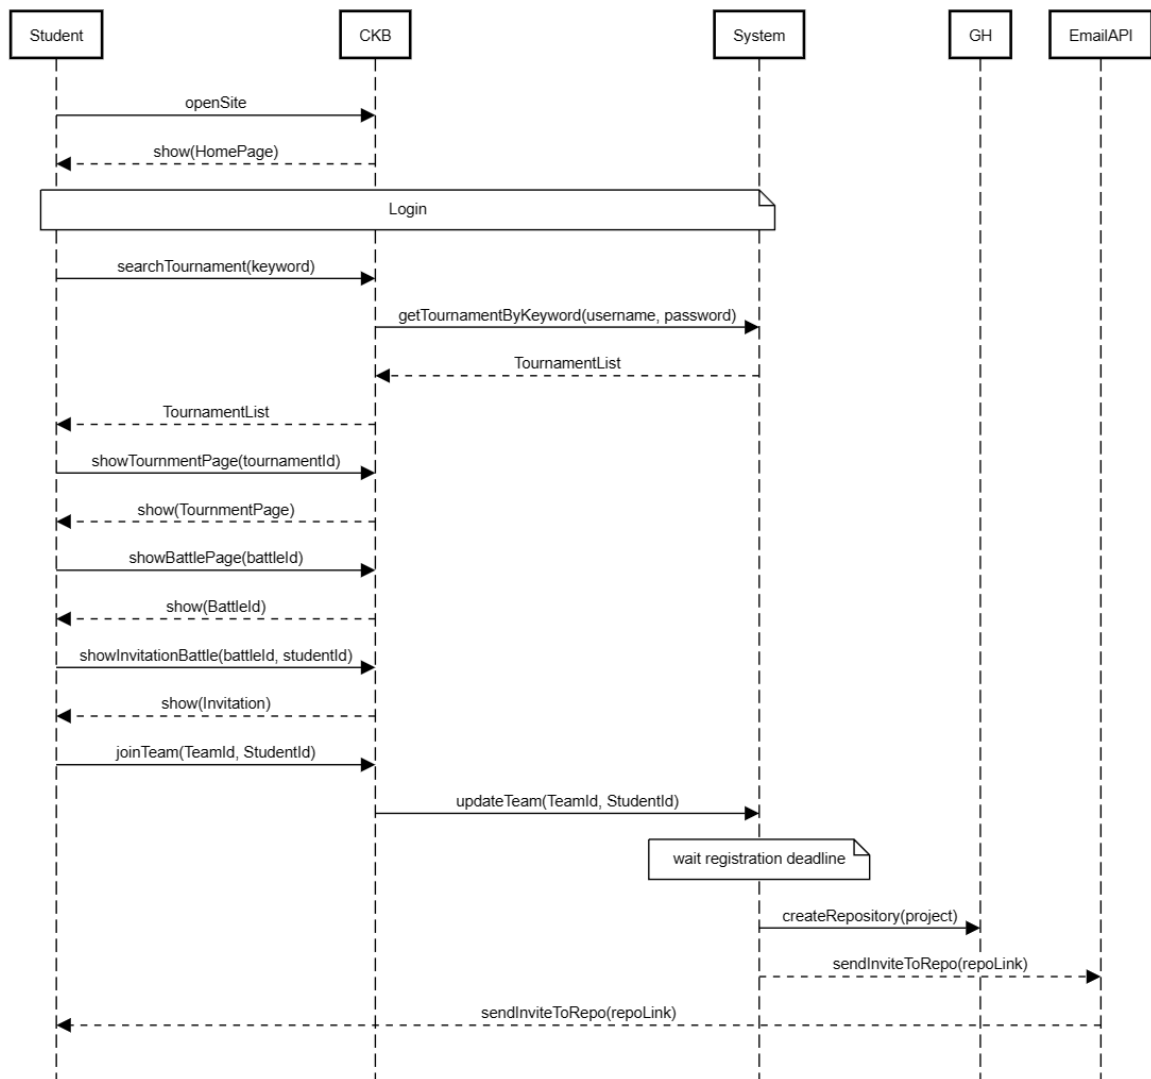 Student
CKB
System
GH
EmailAPI
openSite
show(HomePage)
Login
searchTournament(keyword)
getTournamentByKeyword(username, password)
TournamentList
TournamentList
showTournmentPage(tournamentId)
show(TournmentPage)
showBattlePage(battleId)
show(BattleId)
showInvitationBattle(battleId, studentId)
show(Invitation)
joinTeam(TeamId, StudentId)
updateTeam(TeamId, StudentId)
wait registration deadline
createRepository(project)
sendInviteToRepo(repoLink)
sendInviteToRepo(repoLink)